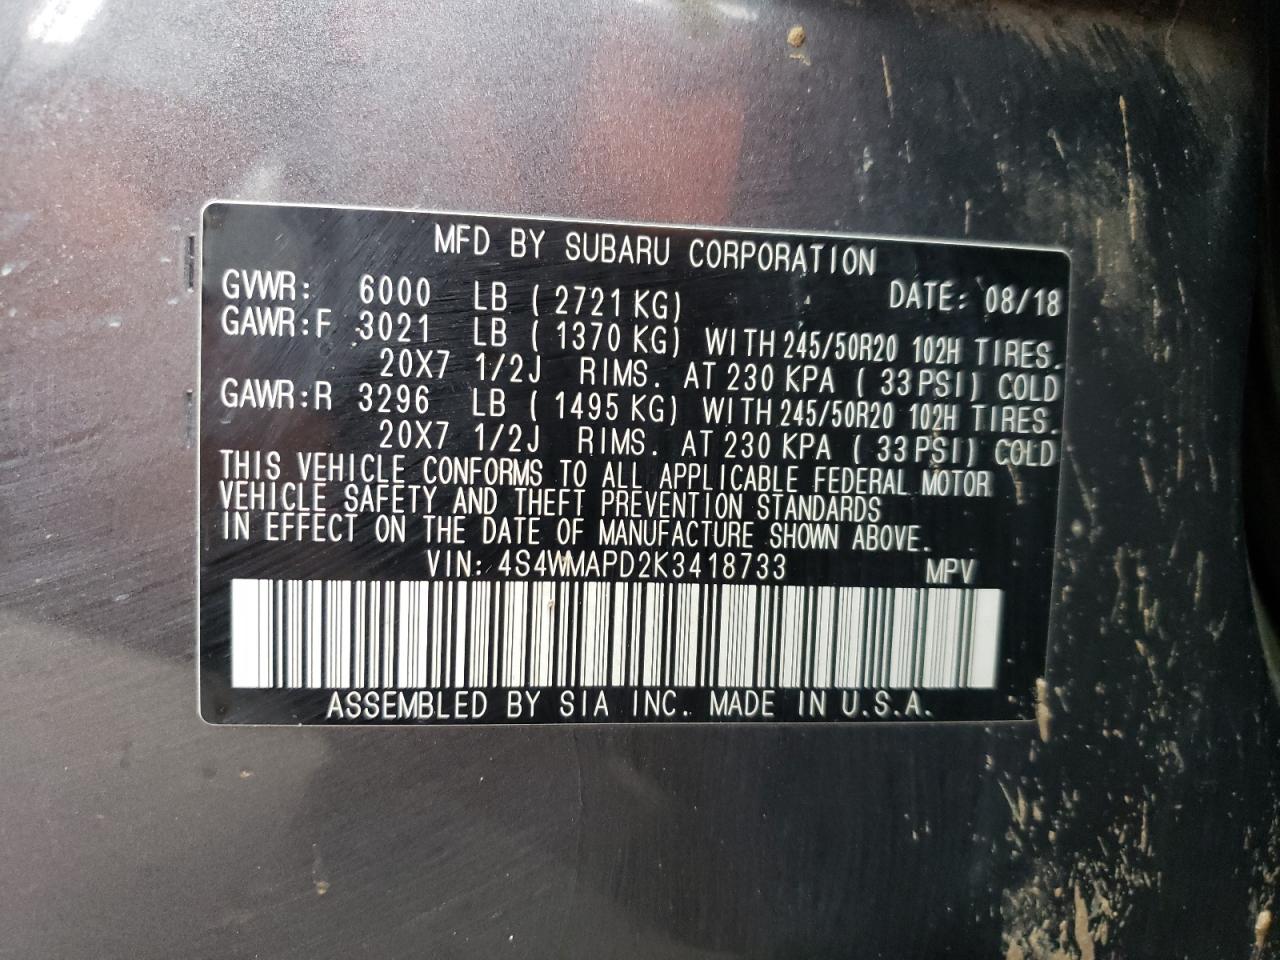 MFD BY SUBARU CORPORATION
GVWR: 6000 LB ( 2721 KG) DATE: 08/18
GAWR:F 3021 LB ( 1370 KG) WITH 245/50R20 102H TIRES.
20X7 1/2J RIMS. AT 230 KPA ( 33 PSI) COLD
GAWR:R 3296 LB ( 1495 KG) WITH 245/50R20 102H TIRES.
20X7 1/2J RIMS. AT 230 KPA ( 33 PSI) COLD
THIS VEHICLE CONFORMS TO ALL APPLICABLE FEDERAL MOTOR
VEHICLE SAFETY AND THEFT PREVENTION STANDARDS
IN EFFECT ON THE DATE OF MANUFACTURE SHOWN ABOVE.
VIN: 4S4WMAPD2K3418733 MPV
ASSEMBLED BY SIA INC. MADE IN U.S.A.